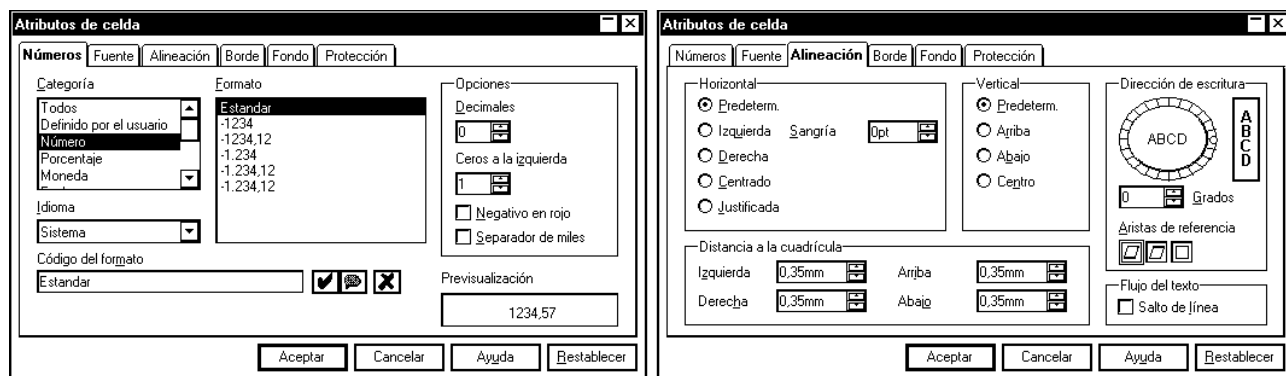 Atributos de celda
Números Fuente Alineación Borde Fondo Protección
Categoría
Todos
Definido por el usuario
Número
Porcentaje
Moneda
Formato
Estandar
-1234
-1234,12
-1.234
-1.234,12
-1.234,12
Opciones
Decimales
0
Ceros a la izquierda
1
Negativo en rojo
Separador de miles
Idioma
Sistema
Código del formato
Estandar
Previsualización
1234,57
Aceptar Cancelar Ayuda Restablecer
Atributos de celda
Números Fuente Alineación Borde Fondo Protección
Horizontal
Predeterm.
Izquierda Sangría 0pt
Derecha
Centrado
Justificada
Vertical
Predeterm.
Arriba
Abajo
Centro
Dirección de escritura
ABCD
ABCD
0 Grados
Aristas de referencia
Distancia a la cuadrícula
Izquierda 0,35mm Arriba 0,35mm
Derecha 0,35mm Abajo 0,35mm
Flujo del texto
Salto de línea
Aceptar Cancelar Ayuda Restablecer